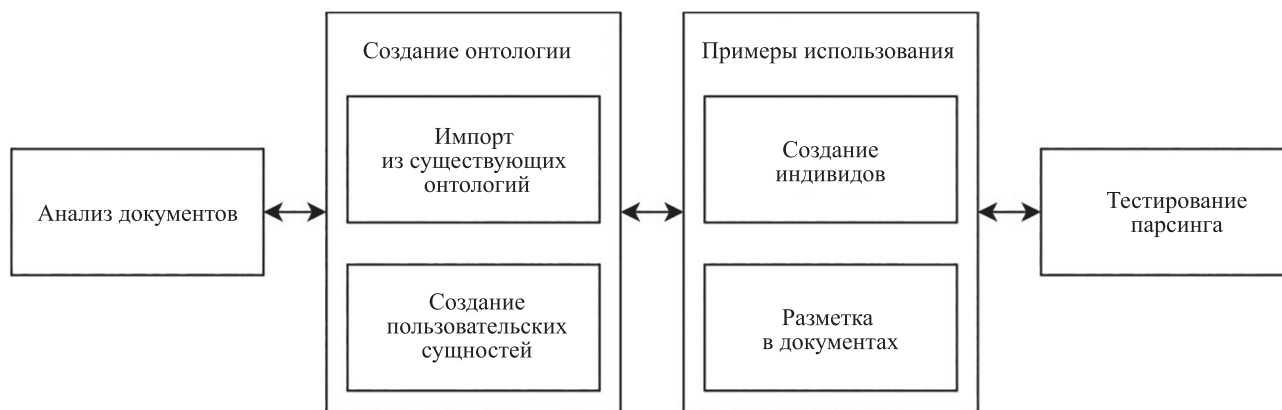 Анализ документов
Создание онтологии
Импорт
из существующих
онтологий
Создание
пользовательских
сущностей
Примеры использования
Создание
индивидов
Разметка
в документах
Тестирование
парсинга